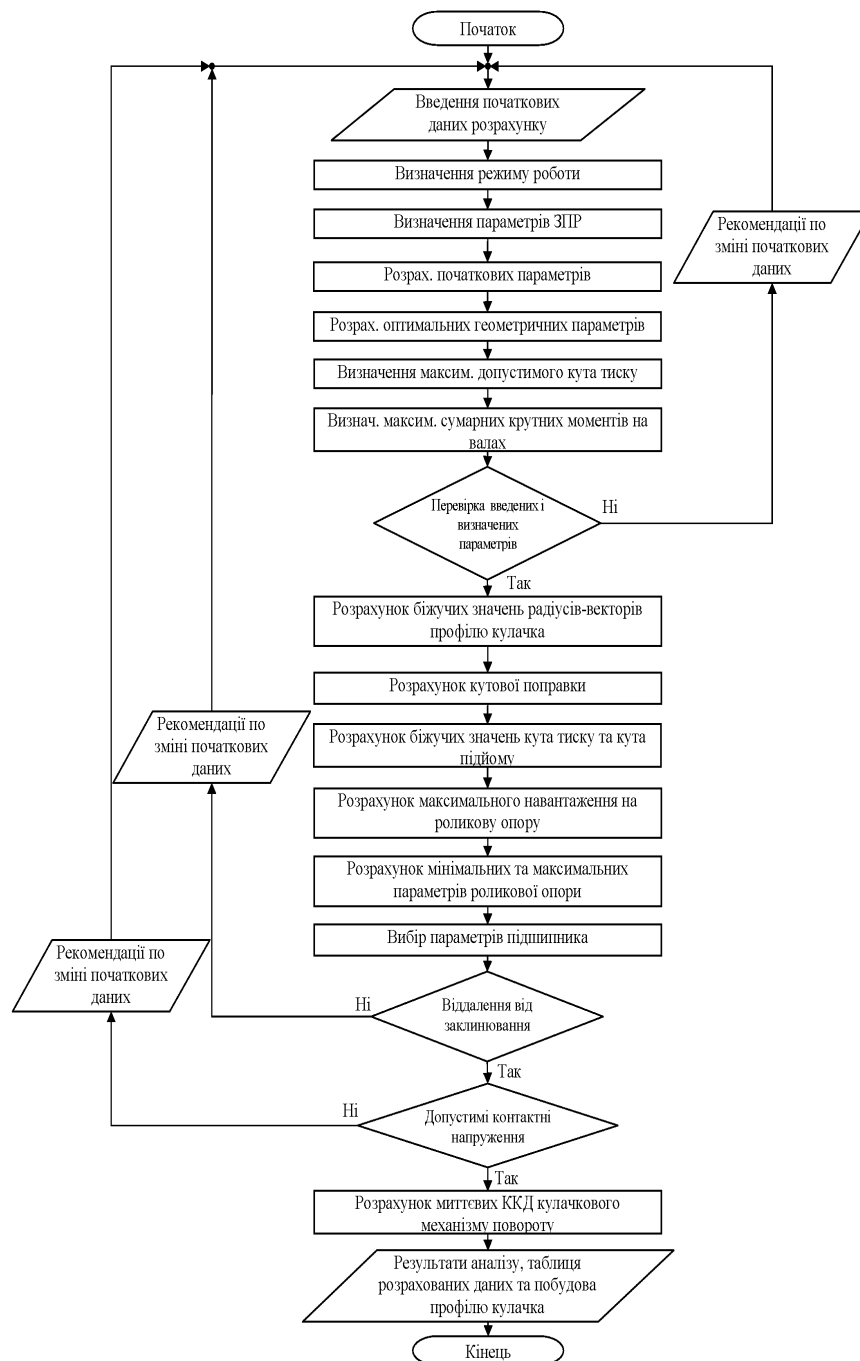 Початок
Введення початкових
даних розрахунку
Визначення режиму роботи
Визначення параметрів ЗПР
Рекомендації по
зміні початкових
даних
Розрах. початкових параметрів
Розрах. оптимальних геометричних параметрів
Визначення максим. допустимого кута тиску
Визнач. максим. сумарних крутних моментів на
валах
Перевірка введених і
визначених
параметрів
Ні
Так
Розрахунок біжучих значень радіусів-векторів
профілю кулачка
Розрахунок кутової поправки
Рекомендації по
зміні початкових
даних
Розрахунок біжучих значень кута тиску та кута
підйому
Розрахунок максимального навантаження на
роликову опору
Розрахунок мінімальних та максимальних
параметрів роликової опори
Вибір параметрів підшипника
Рекомендації по
зміні початкових
даних
Ні
Віддалення від
заклинювання
Так
Ні
Допустимі контактні
напруження
Так
Розрахунок миттєвих ККД кулачкового
механізму повороту
Результати аналізу, таблиця
розрахованих даних та побудова
профілю кулачка
Кінець